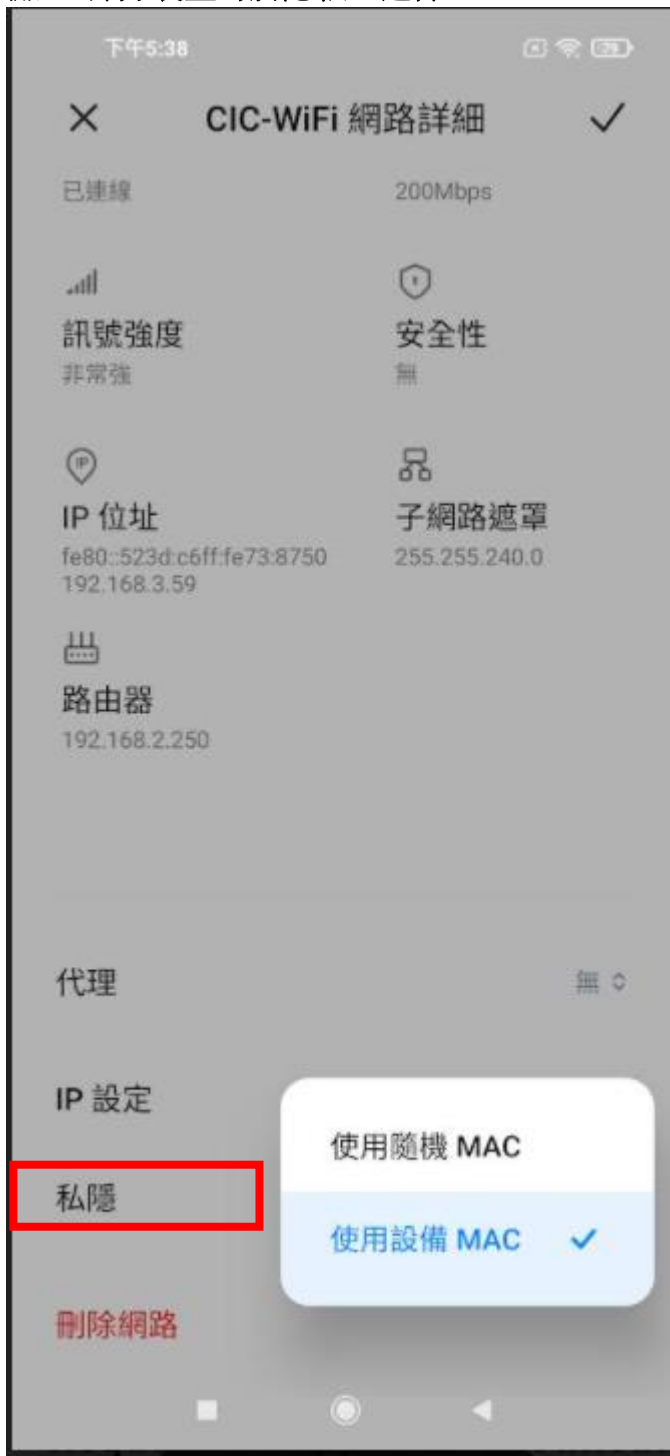 下午5:38
CIC-WiFi 網路詳細
已連線
200Mbps
訊號強度
非常強
安全性
無
IP 位址
fe80::523d:c6ff:fe73:8750
192.168.3.59
子網路遮罩
255.255.240.0
路由器
192.168.2.250
代理
無
IP 設定
使用隨機 MAC
私隱
使用設備 MAC
刪除網路